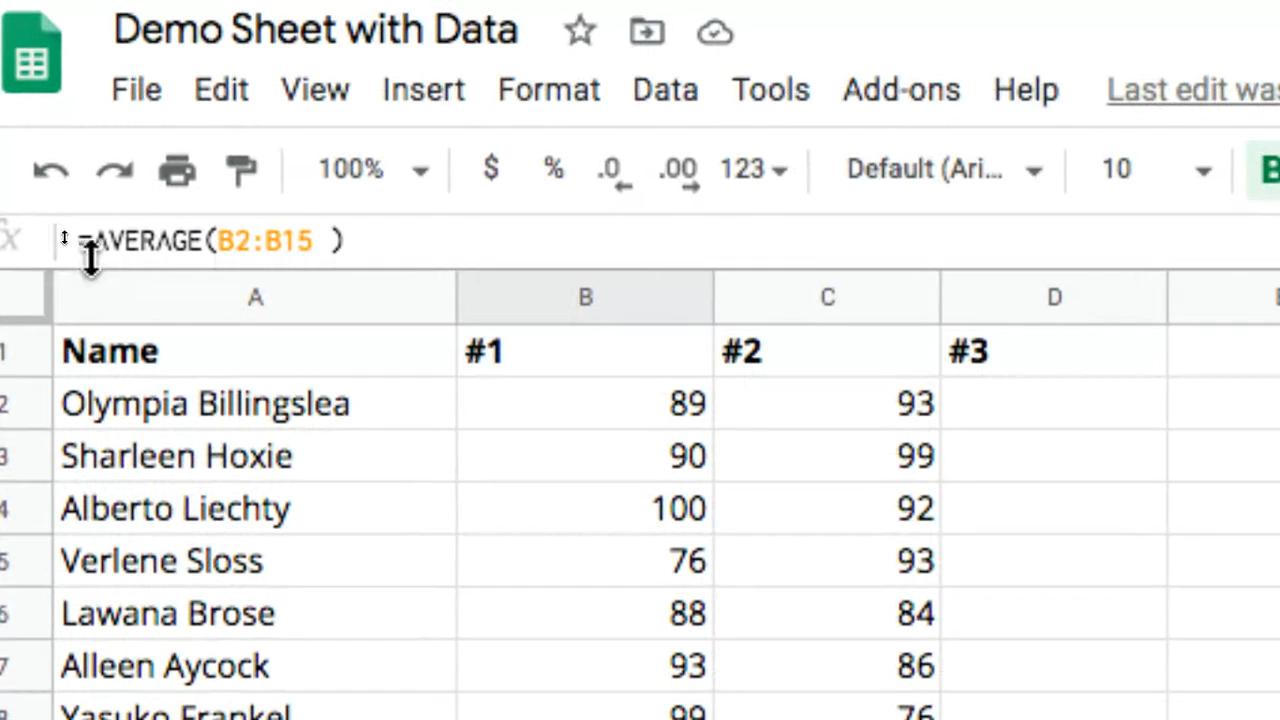 Demo Sheet with Data
File Edit View Insert Format Data Tools Add-ons Help Last edit was
100% $ % .0 .00 123 Default (Ari... 10 B
fx =AVERAGE(B2:B15 )
A B C D
1 Name #1 #2 #3
2 Olympia Billingslea 89 93
3 Sharleen Hoxie 90 99
4 Alberto Liechty 100 92
5 Verlene Sloss 76 93
6 Lawana Brose 88 84
7 Alleen Aycock 93 86
8 Yasuko Frankel 99 76